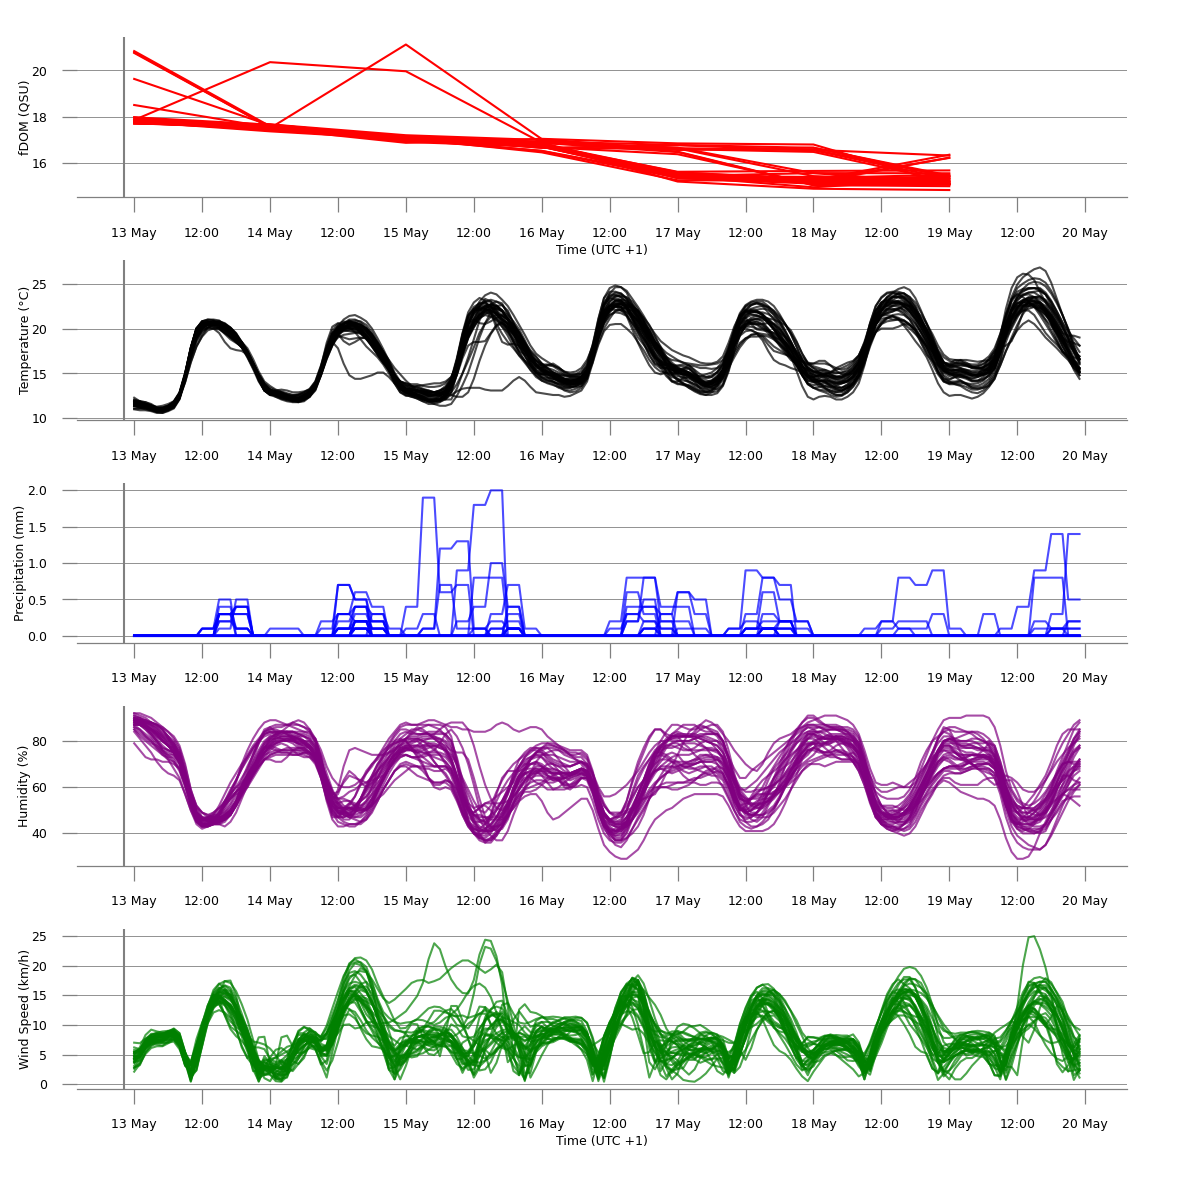 fDOM (QSU)
20
18
16
13 May 12:00 14 May 12:00 15 May 12:00 16 May 12:00 17 May 12:00 18 May 12:00 19 May 12:00 20 May
Time (UTC +1)
Temperature (°C)
25
20
15
10
13 May 12:00 14 May 12:00 15 May 12:00 16 May 12:00 17 May 12:00 18 May 12:00 19 May 12:00 20 May
Precipitation (mm)
2.0
1.5
1.0
0.5
0.0
13 May 12:00 14 May 12:00 15 May 12:00 16 May 12:00 17 May 12:00 18 May 12:00 19 May 12:00 20 May
Humidity (%)
80
60
40
13 May 12:00 14 May 12:00 15 May 12:00 16 May 12:00 17 May 12:00 18 May 12:00 19 May 12:00 20 May
Wind Speed (km/h)
25
20
15
10
5
0
13 May 12:00 14 May 12:00 15 May 12:00 16 May 12:00 17 May 12:00 18 May 12:00 19 May 12:00 20 May
Time (UTC +1)